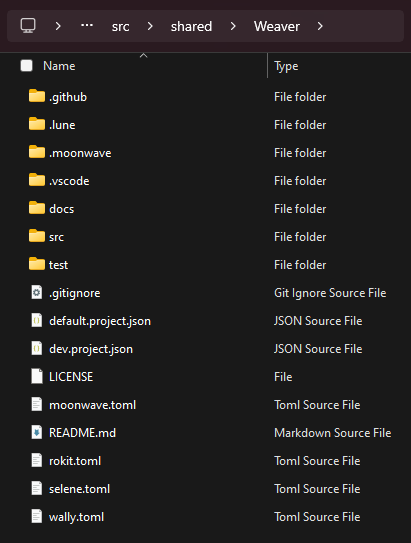 src > shared > Weaver >
Name Type
.github File folder
.lune File folder
.moonwave File folder
.vscode File folder
docs File folder
src File folder
test File folder
.gitignore Git Ignore Source File
default.project.json JSON Source File
dev.project.json JSON Source File
LICENSE File
moonwave.toml Toml Source File
README.md Markdown Source File
rokit.toml Toml Source File
selene.toml Toml Source File
wally.toml Toml Source File